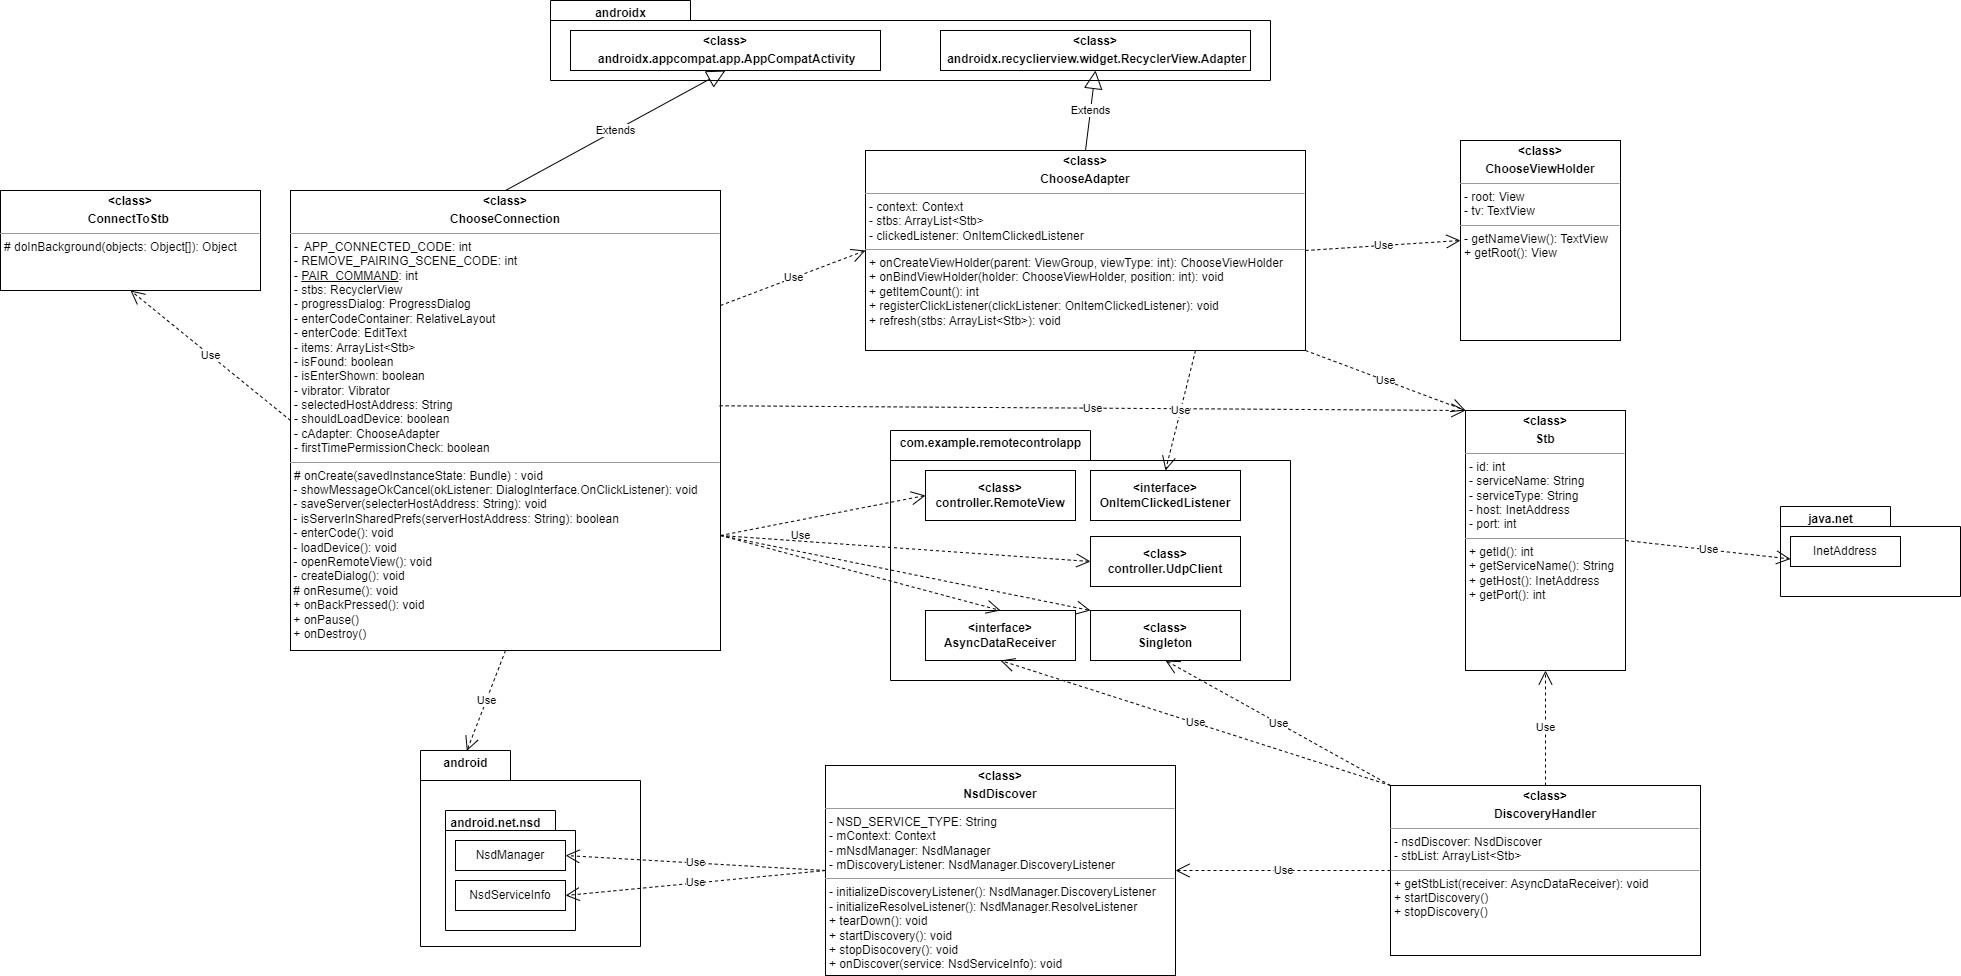 androidx
<class>
androidx.appcompat.app.AppCompatActivity
<class>
androidx.recyclierview.widget.RecyclerView.Adapter
Extends
Extends
<class>
ConnectToStb
# doInBackground(objects: Object[]): Object
Use
<class>
ChooseConnection
- APP_CONNECTED_CODE: int
- REMOVE_PAIRING_SCENE_CODE: int
- PAIR_COMMAND: int
- stbs: RecyclerView
- progressDialog: ProgressDialog
- enterCodeContainer: RelativeLayout
- enterCode: EditText
- items: ArrayList<Stb>
- isFound: boolean
- isEnterShown: boolean
- vibrator: Vibrator
- selectedHostAddress: String
- shouldLoadDevice: boolean
- cAdapter: ChooseAdapter
- firstTimePermissionCheck: boolean
# onCreate(savedInstanceState: Bundle) : void
- showMessageOkCancel(okListener: DialogInterface.OnClickListener): void
- saveServer(selecterHostAddress: String): void
- isServerInSharedPrefs(serverHostAddress: String): boolean
- enterCode(): void
- loadDevice(): void
- openRemoteView(): void
- createDialog(): void
# onResume(): void
+ onBackPressed(): void
+ onPause()
+ onDestroy()
Use
<class>
ChooseAdapter
- context: Context
- stbs: ArrayList<Stb>
- clickedListener: OnItemClickedListener
+ onCreateViewHolder(parent: ViewGroup, viewType: int): ChooseViewHolder
+ onBindViewHolder(holder: ChooseViewHolder, position: int): void
+ getItemCount(): int
+ registerClickListener(clickListener: OnItemClickedListener): void
+ refresh(stbs: ArrayList<Stb>): void
Use
<class>
ChooseViewHolder
- root: View
- tv: TextView
- getNameView(): TextView
+ getRoot(): View
Use
Use
Use
com.example.remotecontrolapp
<class>
controller.RemoteView
<interface>
OnItemClickedListener
Use
<class>
controller.UdpClient
<interface>
AsyncDataReceiver
<class>
Singleton
<class>
Stb
- id: int
- serviceName: String
- serviceType: String
- host: InetAddress
- port: int
+ getId(): int
+ getServiceName(): String
+ getHost(): InetAddress
+ getPort(): int
Use
java.net
InetAddress
Use
Use
Use
Use
android
android.net.nsd
NsdManager
NsdServiceInfo
Use
Use
<class>
NsdDiscover
- NSD_SERVICE_TYPE: String
- mContext: Context
- mNsdManager: NsdManager
- mDiscoveryListener: NsdManager.DiscoveryListener
- initializeDiscoveryListener(): NsdManager.DiscoveryListener
- initializeResolveListener(): NsdManager.ResolveListener
+ tearDown(): void
+ startDiscovery(): void
+ stopDisocovery(): void
+ onDiscover(service: NsdServiceInfo): void
Use
<class>
DiscoveryHandler
- nsdDiscover: NsdDiscover
- stbList: ArrayList<Stb>
+ getStbList(receiver: AsyncDataReceiver): void
+ startDiscovery()
+ stopDiscovery()